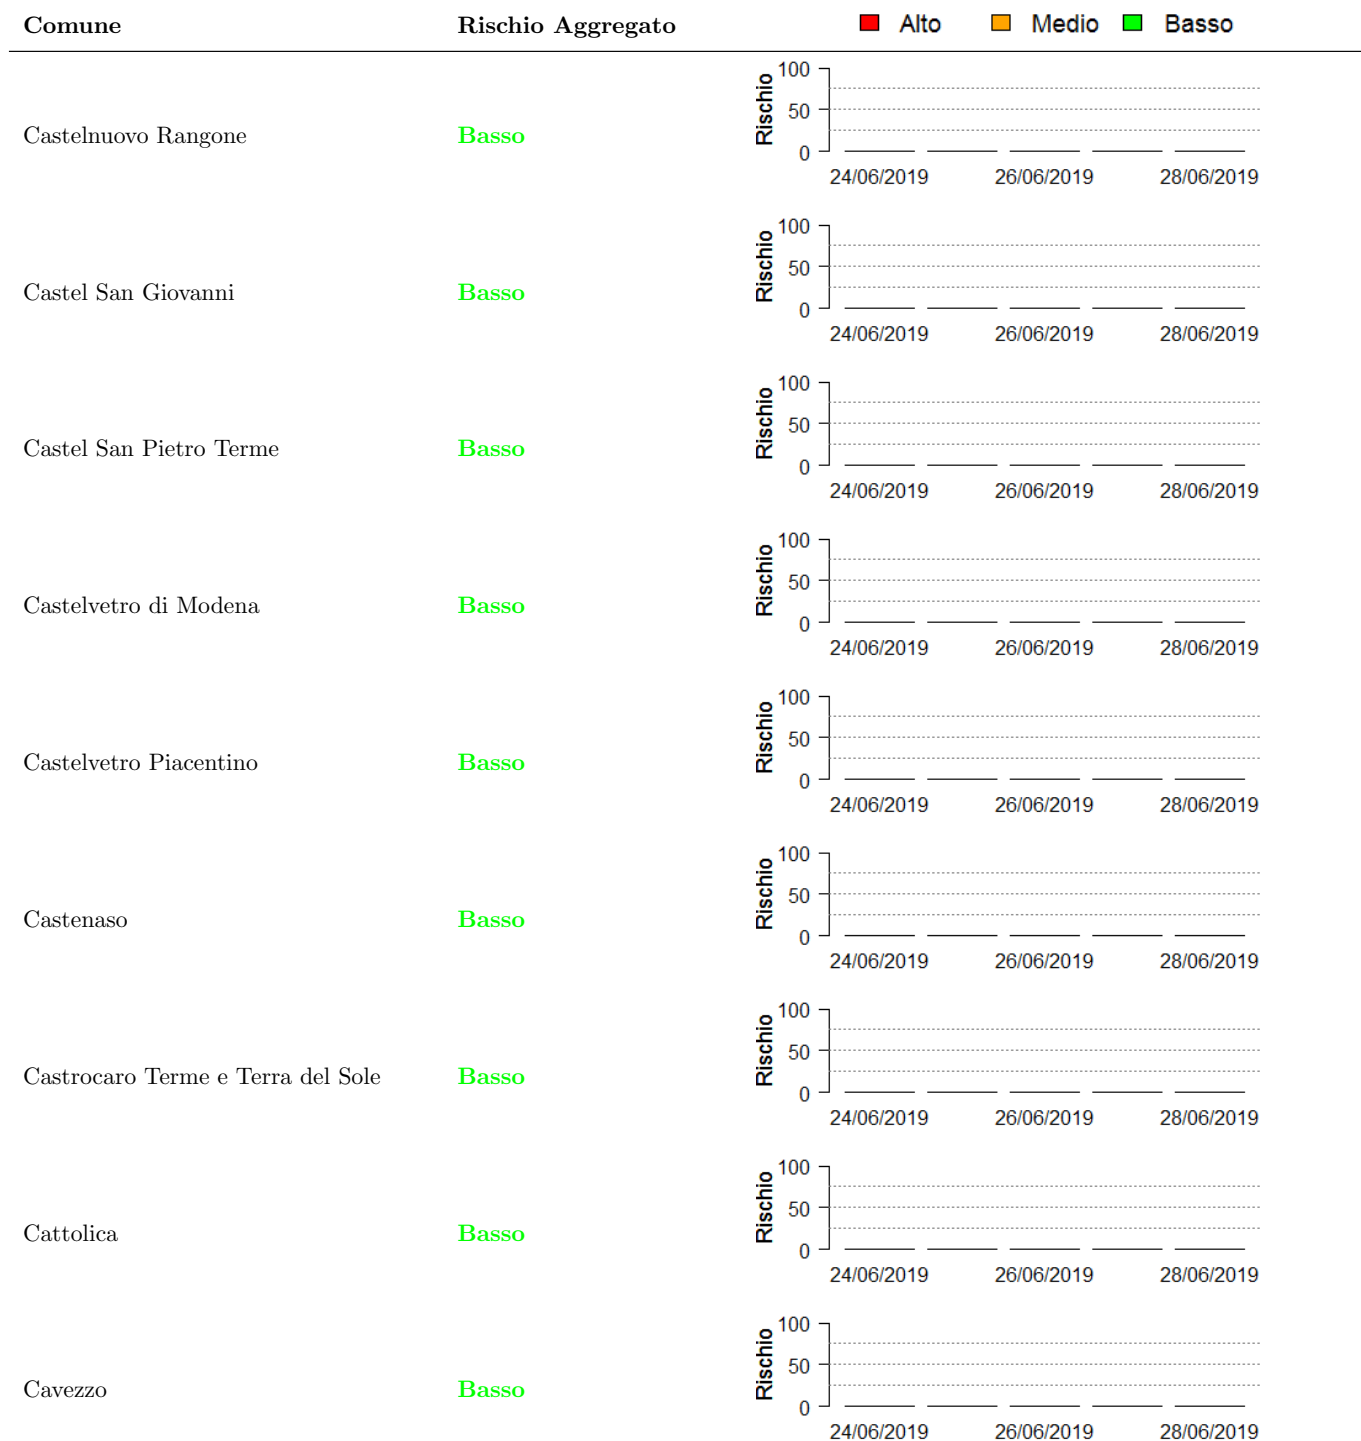 Comune Rischio Aggregato Alto Medio Basso
100
50
0
Rischio
Castelnuovo Rangone Basso
24/06/2019 26/06/2019 28/06/2019
100
50
0
Rischio
Castel San Giovanni Basso
24/06/2019 26/06/2019 28/06/2019
100
50
0
Rischio
Castel San Pietro Terme Basso
24/06/2019 26/06/2019 28/06/2019
100
50
0
Rischio
Castelvetro di Modena Basso
24/06/2019 26/06/2019 28/06/2019
100
50
0
Rischio
Castelvetro Piacentino Basso
24/06/2019 26/06/2019 28/06/2019
100
50
0
Rischio
Castenaso Basso
24/06/2019 26/06/2019 28/06/2019
100
50
0
Rischio
Castrocaro Terme e Terra del Sole Basso
24/06/2019 26/06/2019 28/06/2019
100
50
0
Rischio
Cattolica Basso
24/06/2019 26/06/2019 28/06/2019
100
50
0
Rischio
Cavezzo Basso
24/06/2019 26/06/2019 28/06/2019